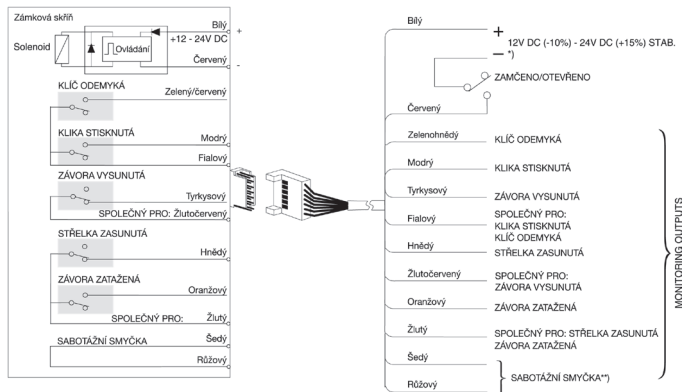 Zámková skříň
Bílý
+
+12 - 24V DC
Solenoid
Ovládání
Červený
-
KLÍČ ODEMYKÁ
Zelený/červený
KLIKA STISKNUTÁ
Modrý
Fialový
ZÁVORA VYSUNUTÁ
Tyrkysový
SPOLEČNÝ PRO: Žlutočervený
STŘELKA ZASUNUTÁ
Hnědý
ZÁVORA ZATAŽENÁ
Oranžový
SPOLEČNÝ PRO: Žlutý
SABOTÁŽNÍ SMYČKA
Šedý
Růžový
Bílý
+
12V DC (-10%) - 24V DC (+15%) STAB.
— *)
ZAMČENO/OTEVŘENO
Červený
Zelenohnědý
KLÍČ ODEMYKÁ
Modrý
KLIKA STISKNUTÁ
Tyrkysový
ZÁVORA VYSUNUTÁ
Fialový
SPOLEČNÝ PRO:
KLIKA STISKNUTÁ
KLÍČ ODEMYKÁ
Hnědý
STŘELKA ZASUNUTÁ
Žlutočervený
SPOLEČNÝ PRO:
ZÁVORA VYSUNUTÁ
Oranžový
ZÁVORA ZATAŽENÁ
Žlutý
SPOLEČNÝ PRO: STŘELKA ZASUNUTÁ
ZÁVORA ZATAŽENÁ
Šedý
SABOTÁŽNÍ SMYČKA**)
Růžový
MONITORING OUTPUTS